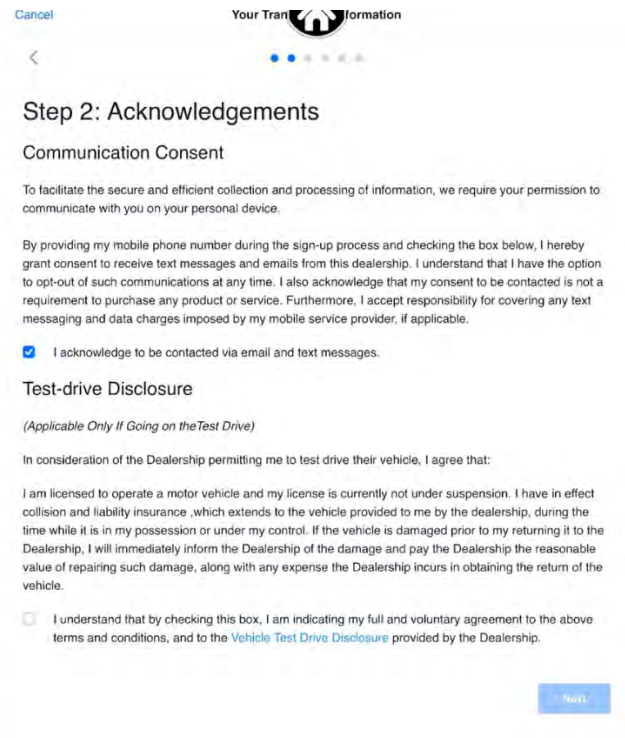 Cancel
Your Tran formation
Step 2: Acknowledgements
Communication Consent
To facilitate the secure and efficient collection and processing of information, we require your permission to
communicate with you on your personal device.
By providing my mobile phone number during the sign-up process and checking the box below, I hereby
grant consent to receive text messages and emails from this dealership. I understand that I have the option
to opt-out of such communications at any time. I also acknowledge that my consent to be contacted is not a
requirement to purchase any product or service. Furthermore, I accept responsibility for covering any text
messaging and data charges imposed by my mobile service provider, if applicable.
I acknowledge to be contacted via email and text messages.
Test-drive Disclosure
(Applicable Only If Going on theTest Drive)
In consideration of the Dealership permitting me to test drive their vehicle, I agree that:
I am licensed to operate a motor vehicle and my license is currently not under suspension. I have in effect
collision and liability insurance ,which extends to the vehicle provided to me by the dealership, during the
time while it is in my possession or under my control. If the vehicle is damaged prior to my returning it to the
Dealership, I will immediately inform the Dealership of the damage and pay the Dealership the reasonable
value of repairing such damage, along with any expense the Dealership incurs in obtaining the return of the
vehicle.
I understand that by checking this box, I am indicating my full and voluntary agreement to the above
terms and conditions, and to the Vehicle Test Drive Disclosure provided by the Dealership.
Next